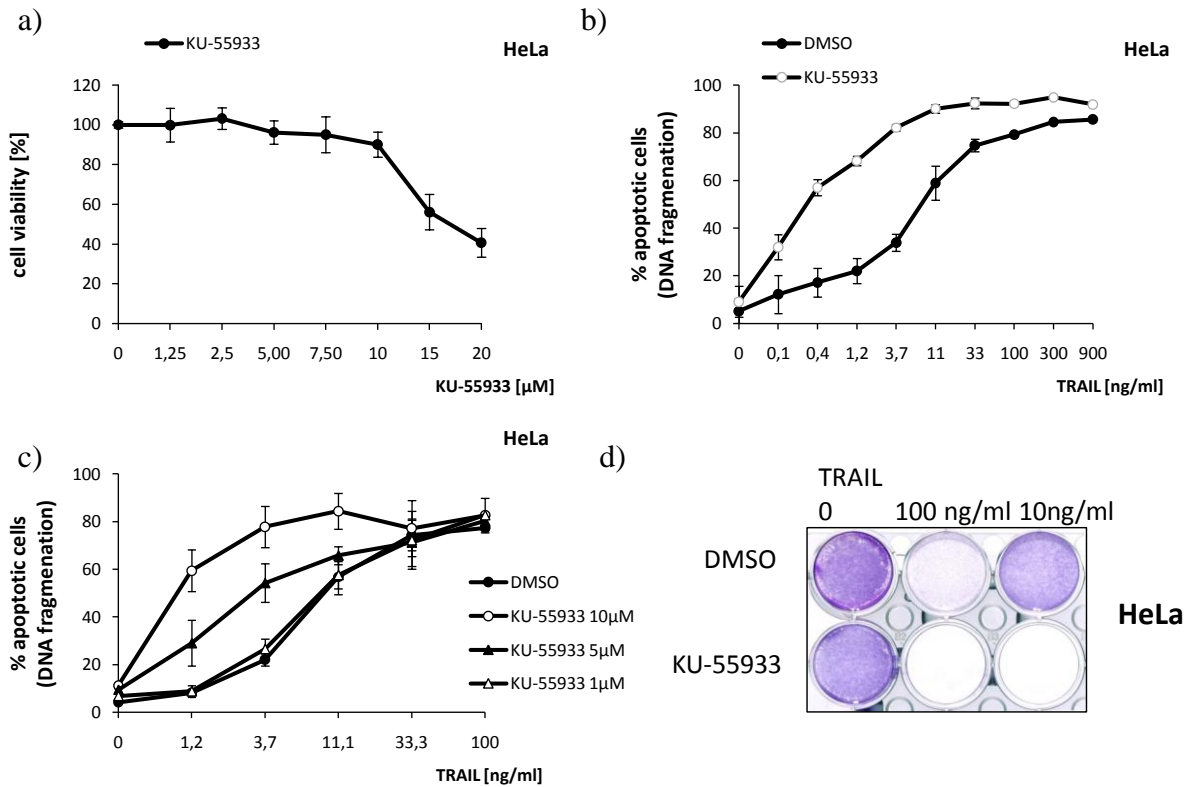 a)
KU-55933
HeLa
cell viability [%]
120
100
80
60
40
20
0
0 1,25 2,5 5,00 7,50 10 15 20
KU-55933 [µM]
b)
DMSO
KU-55933
HeLa
% apoptotic cells
(DNA fragmenation)
100
80
60
40
20
0
0 0,1 0,4 1,2 3,7 11 33 100 300 900
TRAIL [ng/ml]
c)
HeLa
% apoptotic cells
(DNA fragmenation)
100
80
60
40
20
0
DMSO
KU-55933 10µM
KU-55933 5µM
KU-55933 1µM
0 1,2 3,7 11,1 33,3 100
TRAIL [ng/ml]
d)
TRAIL
0 100 ng/ml 10ng/ml
DMSO
KU-55933
HeLa